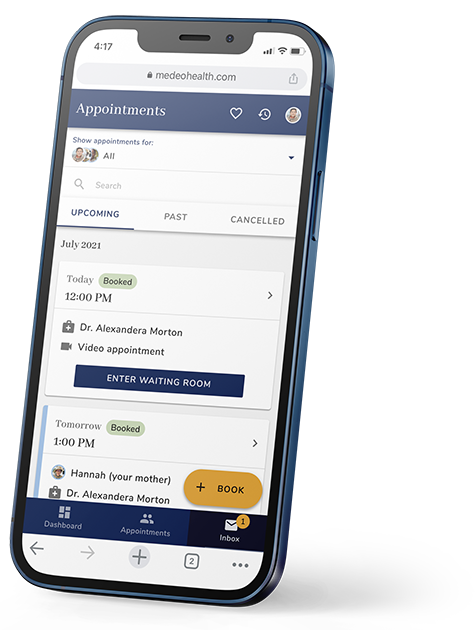 4:17
medeohealth.com
Appointments
Show appointments for:
All
Search
UPCOMING PAST CANCELLED
July 2021
Today Booked
12:00 PM
Dr. Alexandera Morton
Video appointment
ENTER WAITING ROOM
Tomorrow Booked
1:00 PM
Hannah (your mother)
Dr. Alexandera Morton
+ BOOK
Dashboard Appointments Inbox 1
2